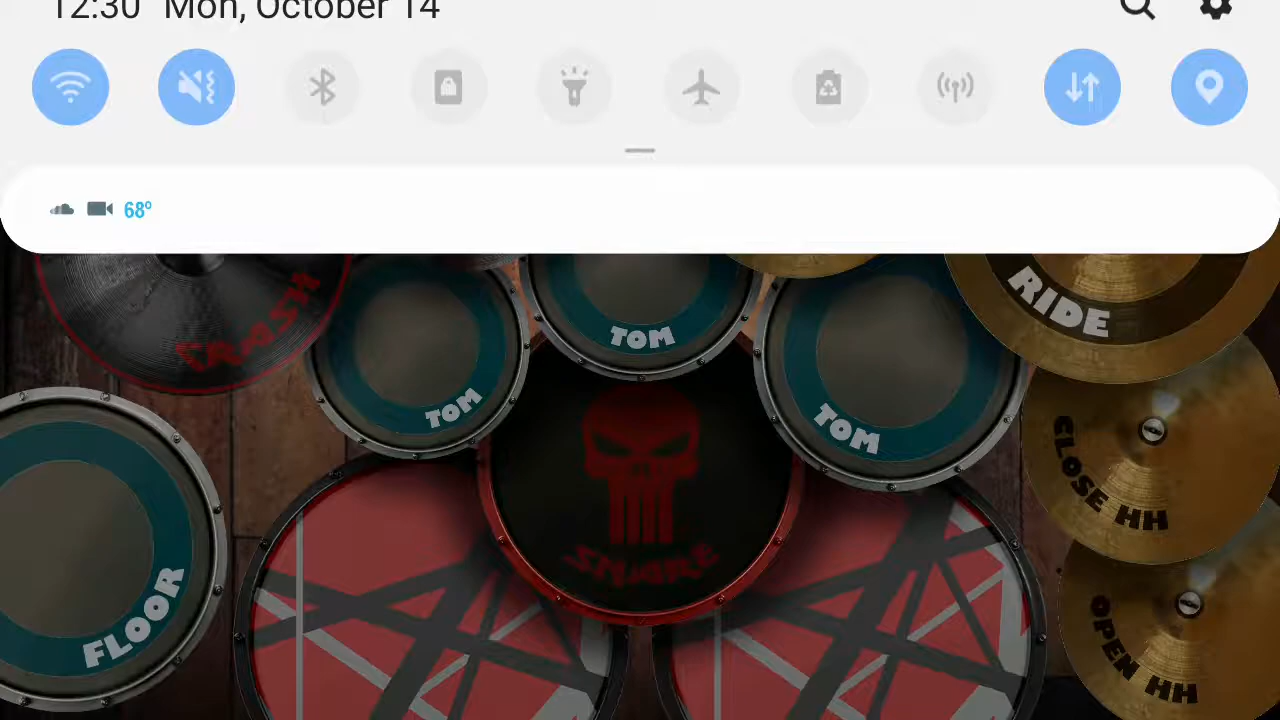 12:30 Mon, October 14
68°
CRASH
TOM
TOM
TOM
RIDE
CLOSE HH
SNARE
FLOOR
OPEN HH